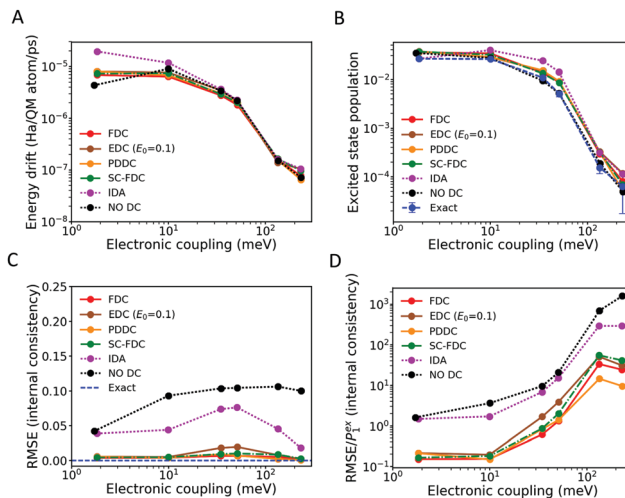 A
Energy drift (Ha/QM atom/ps)
10⁻⁵
10⁻⁶
10⁻⁷
10⁻⁸
FDC
EDC (E₀=0.1)
PDDC
SC-FDC
IDA
NO DC
10⁰ 10¹ 10²
Electronic coupling (meV)
B
Excited state population
10⁻²
10⁻³
10⁻⁴
FDC
EDC (E₀=0.1)
PDDC
SC-FDC
IDA
NO DC
Exact
10⁰ 10¹ 10²
Electronic coupling (meV)
C
RMSE (internal consistency)
0.25
0.20
0.15
0.10
0.05
0.00
FDC
EDC (E₀=0.1)
PDDC
SC-FDC
IDA
NO DC
Exact
10⁰ 10¹ 10²
Electronic coupling (meV)
D
RMSE/P₁ᵉˣ (internal consistency)
10³
10²
10¹
10⁰
10⁻¹
FDC
EDC (E₀=0.1)
PDDC
SC-FDC
IDA
NO DC
10⁰ 10¹ 10²
Electronic coupling (meV)